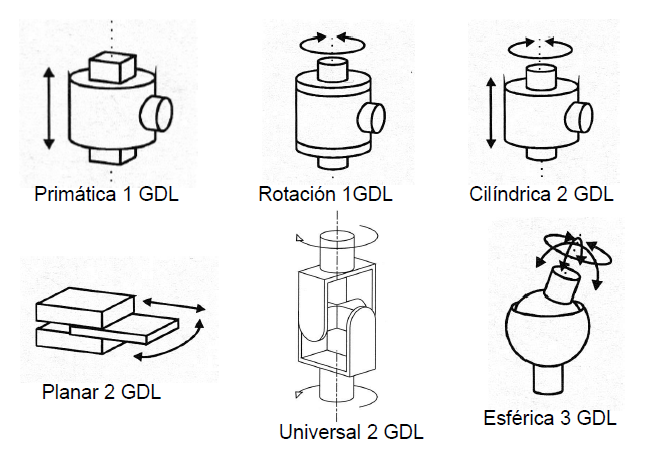 Primática 1 GDL
Rotación 1GDL
Cilíndrica 2 GDL
Planar 2 GDL
Universal 2 GDL
Esférica 3 GDL